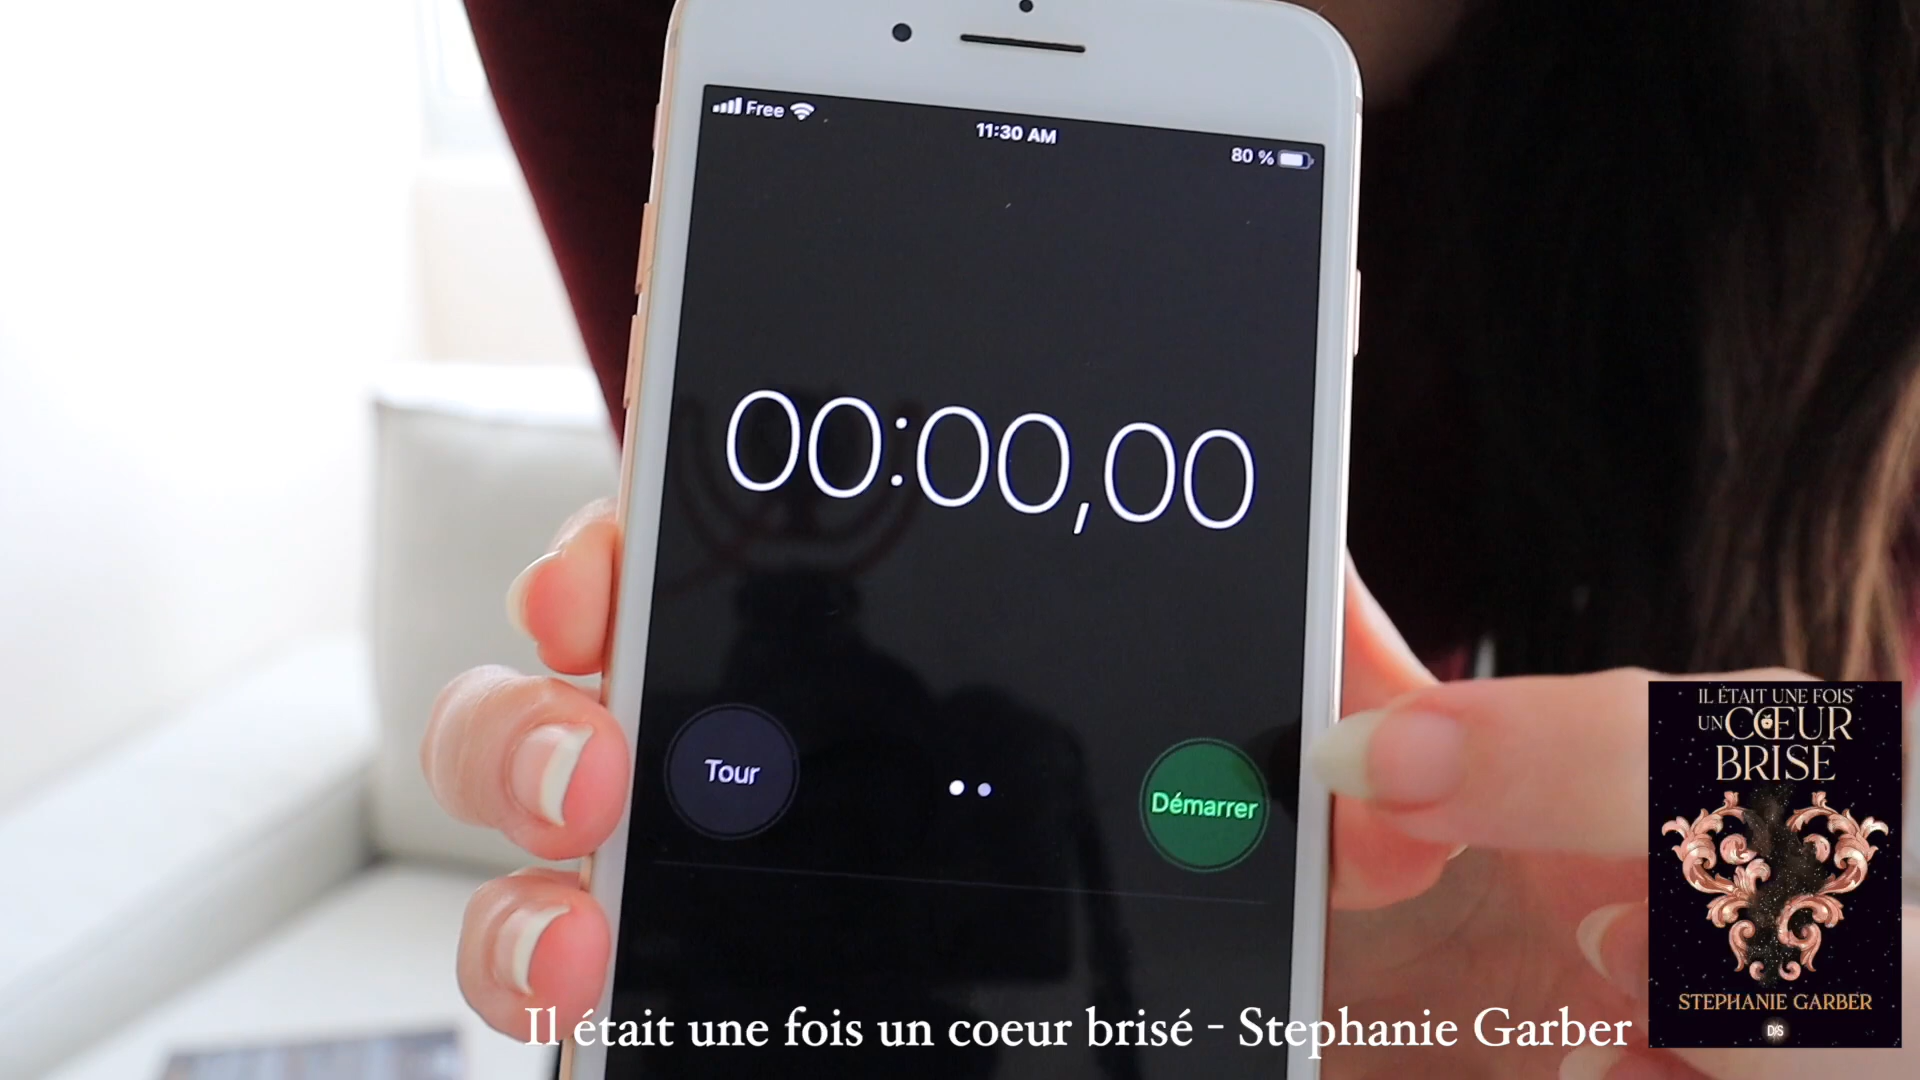 Free
11:30 AM
80 %
00:00,00
Tour
Démarrer
IL ÉTAIT UNE FOIS
UN CŒUR
BRISÉ
STEPHANIE GARBER
D/S
Il était une fois un coeur brisé - Stephanie Garber